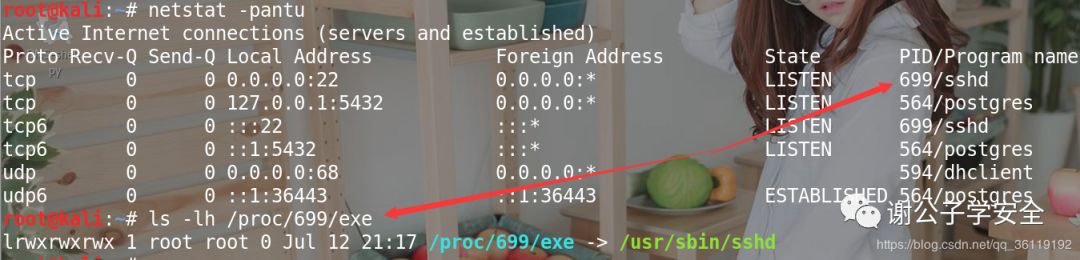 root@kali:~# netstat -pantu
Active Internet connections (servers and established)
Proto Recv-Q Send-Q Local Address Foreign Address State PID/Program name
tcp 0 0 0.0.0.0:22 0.0.0.0:* LISTEN 699/sshd
tcp 0 0 127.0.0.1:5432 0.0.0.0:* LISTEN 564/postgres
tcp6 0 0 :::22 :::* LISTEN 699/sshd
tcp6 0 0 ::1:5432 :::* LISTEN 564/postgres
udp 0 0 0.0.0.0:68 0.0.0.0:* 594/dhclient
udp6 0 0 ::1:36443 ::1:36443 ESTABLISHED 564/postgres
root@kali:~# ls -lh /proc/699/exe
lrwxrwxrwx 1 root root 0 Jul 12 21:17 /proc/699/exe -> /usr/sbin/sshd
谢公子学安全
https://blog.csdn.net/qq_36119192